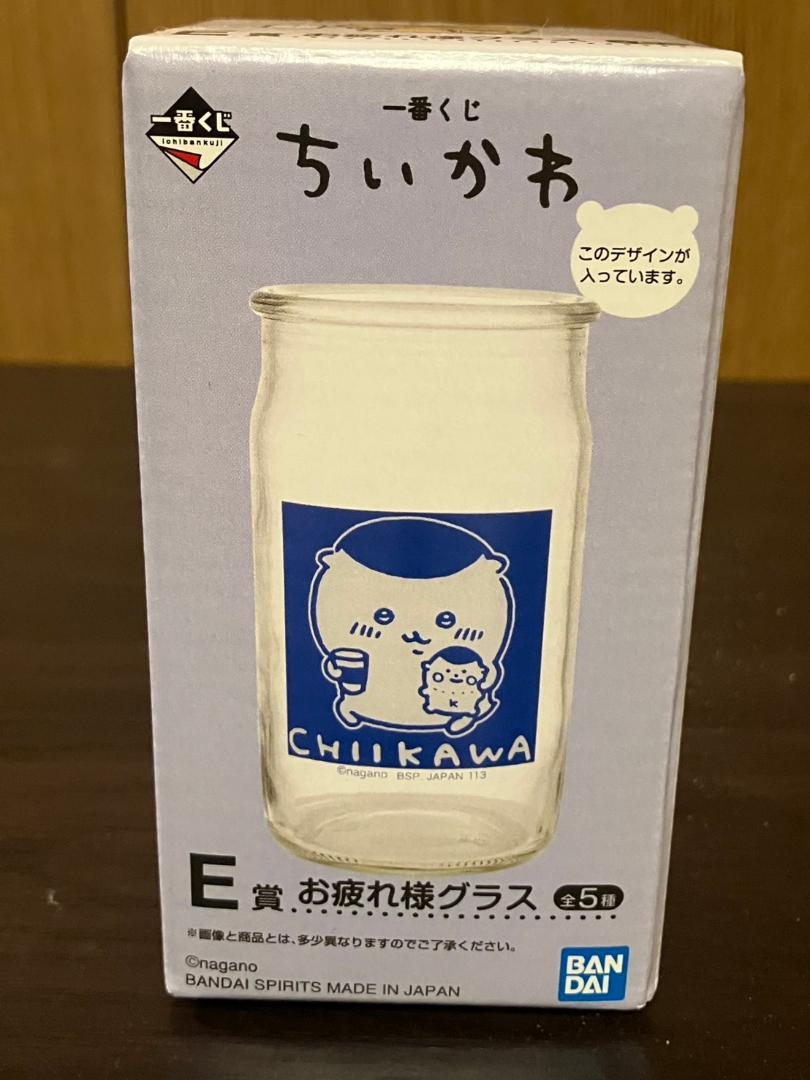 一番くじ
ichibankuji
一番くじ
ちいかわ
このデザインが
入っています。
K
CHIIKAWA
©nagano BSP. JAPAN 113
E賞 お疲れ様グラス 全5種
※画像と商品とは、多少異なりますのでご了承ください。
©nagano
BANDAI SPIRITS MADE IN JAPAN
BAN
DAI